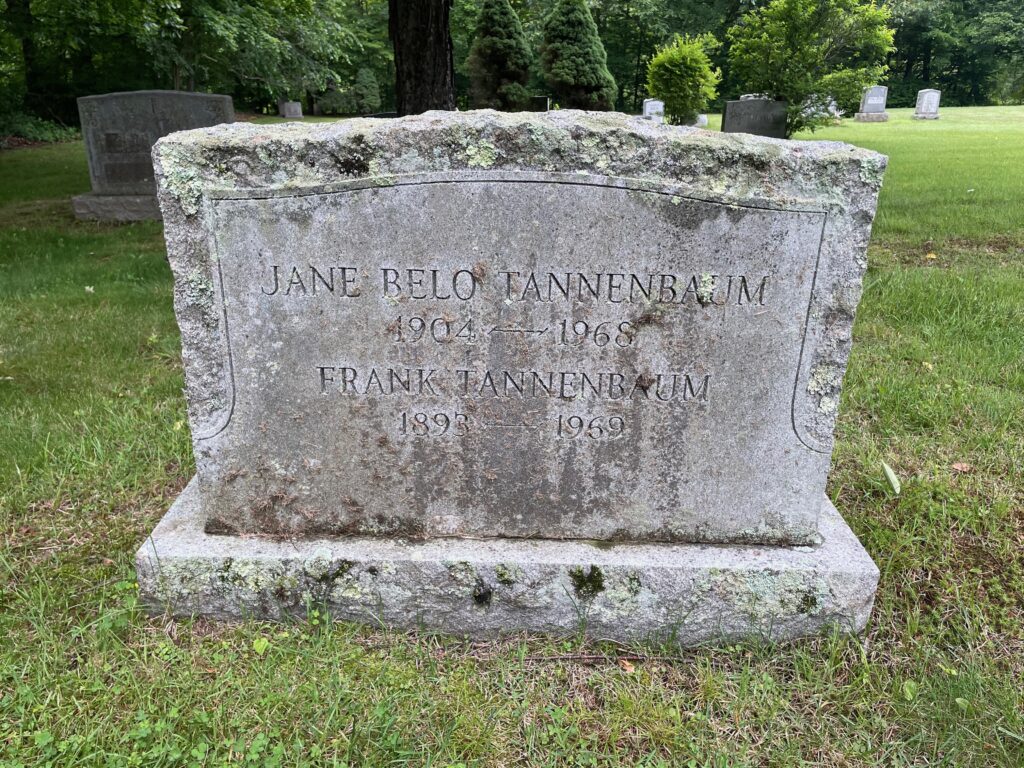 JANE BELO TANNENBAUM
1904 — 1968
FRANK TANNENBAUM
1893 — 1969